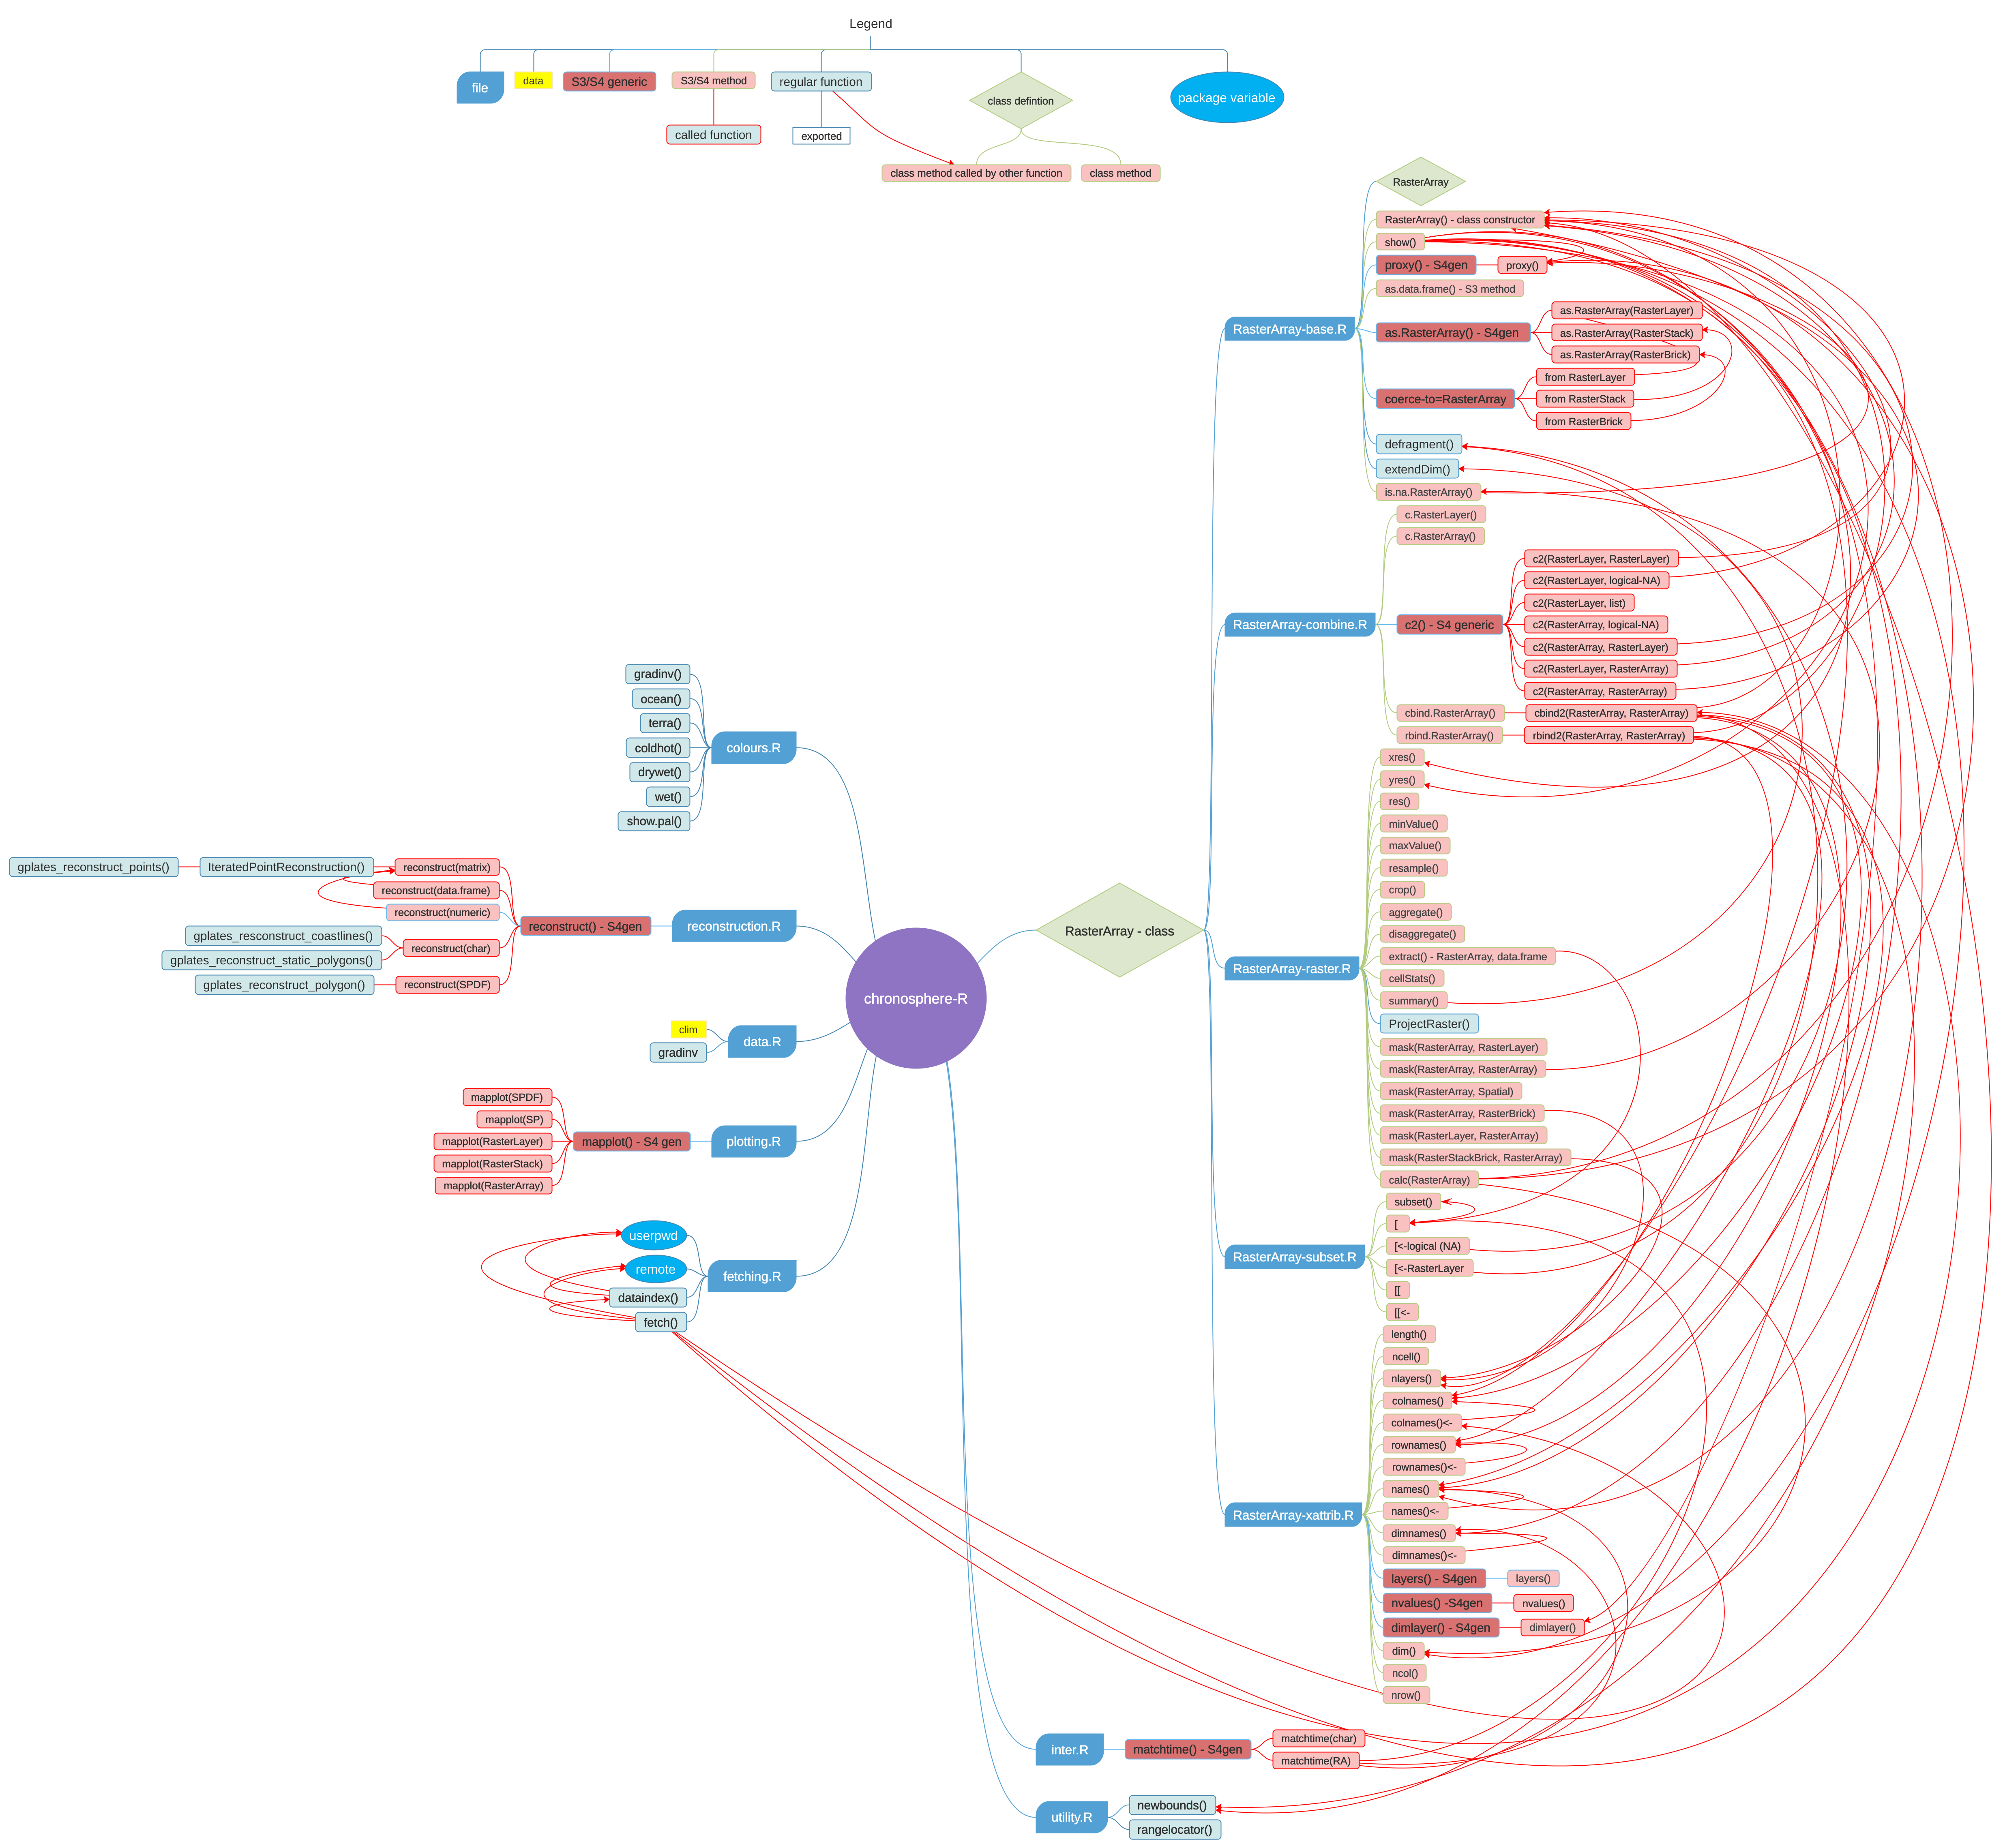 Legend
file
data
S3/S4 generic
S3/S4 method
regular function
class defintion
package variable
called function
exported
class method called by other function
class method
chronosphere-R
colours.R
gradinv()
ocean()
terra()
coldhot()
drywet()
wet()
show.pal()
reconstruction.R
reconstruct() - S4gen
reconstruct(matrix)
IteratedPointReconstruction()
gplates_reconstruct_points()
reconstruct(data.frame)
reconstruct(numeric)
reconstruct(char)
gplates_resconstruct_coastlines()
gplates_reconstruct_static_polygons()
reconstruct(SPDF)
gplates_reconstruct_polygon()
data.R
clim
gradinv
plotting.R
mapplot() - S4 gen
mapplot(SPDF)
mapplot(SP)
mapplot(RasterLayer)
mapplot(RasterStack)
mapplot(RasterArray)
fetching.R
userpwd
remote
dataindex()
fetch()
RasterArray - class
RasterArray-base.R
RasterArray
RasterArray() - class constructor
show()
proxy() - S4gen
proxy()
as.data.frame() - S3 method
as.RasterArray() - S4gen
as.RasterArray(RasterLayer)
as.RasterArray(RasterStack)
as.RasterArray(RasterBrick)
coerce-to=RasterArray
from RasterLayer
from RasterStack
from RasterBrick
defragment()
extendDim()
is.na.RasterArray()
RasterArray-combine.R
c.RasterLayer()
c.RasterArray()
c2() - S4 generic
c2(RasterLayer, RasterLayer)
c2(RasterLayer, logical-NA)
c2(RasterLayer, list)
c2(RasterArray, logical-NA)
c2(RasterArray, RasterLayer)
c2(RasterLayer, RasterArray)
c2(RasterArray, RasterArray)
cbind.RasterArray()
cbind2(RasterArray, RasterArray)
rbind.RasterArray()
rbind2(RasterArray, RasterArray)
RasterArray-raster.R
xres()
yres()
res()
minValue()
maxValue()
resample()
crop()
aggregate()
disaggregate()
extract() - RasterArray, data.frame
cellStats()
summary()
ProjectRaster()
mask(RasterArray, RasterLayer)
mask(RasterArray, RasterArray)
mask(RasterArray, Spatial)
mask(RasterArray, RasterBrick)
mask(RasterLayer, RasterArray)
mask(RasterStackBrick, RasterArray)
calc(RasterArray)
RasterArray-subset.R
subset()
[
[<-logical (NA)
[<-RasterLayer
[[
[[<-
RasterArray-xattrib.R
length()
ncell()
nlayers()
colnames()
colnames()<-
rownames()
rownames()<-
names()
names()<-
dimnames()
dimnames()<-
layers() - S4gen
layers()
nvalues() -S4gen
nvalues()
dimlayer() - S4gen
dimlayer()
dim()
ncol()
nrow()
inter.R
matchtime() - S4gen
matchtime(char)
matchtime(RA)
utility.R
newbounds()
rangelocator()